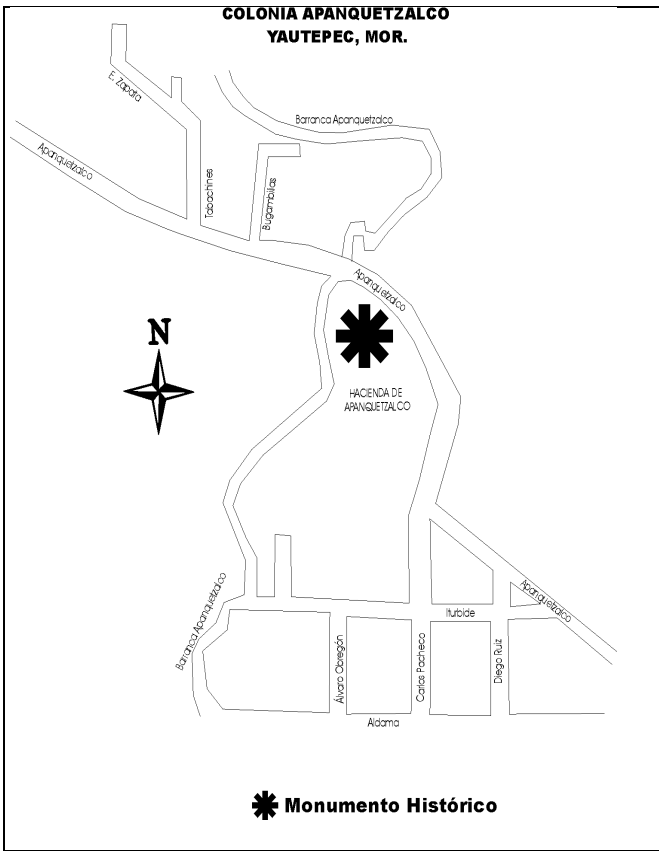 COLONIA APANQUETZALCO
YAUTEPEC, MOR.
E. Zapata
Barranca Apanquetzalco
Apanquetzalco
Tabachines
Bugambilias
Apanquetzalco
N
HACIENDA DE
APANQUETZALCO
Barranca Apanquetzalco
Apanquetzalco
Iturbide
Álvaro Obregón
Carlos Pacheco
Diego Ruiz
Aldama
Monumento Histórico